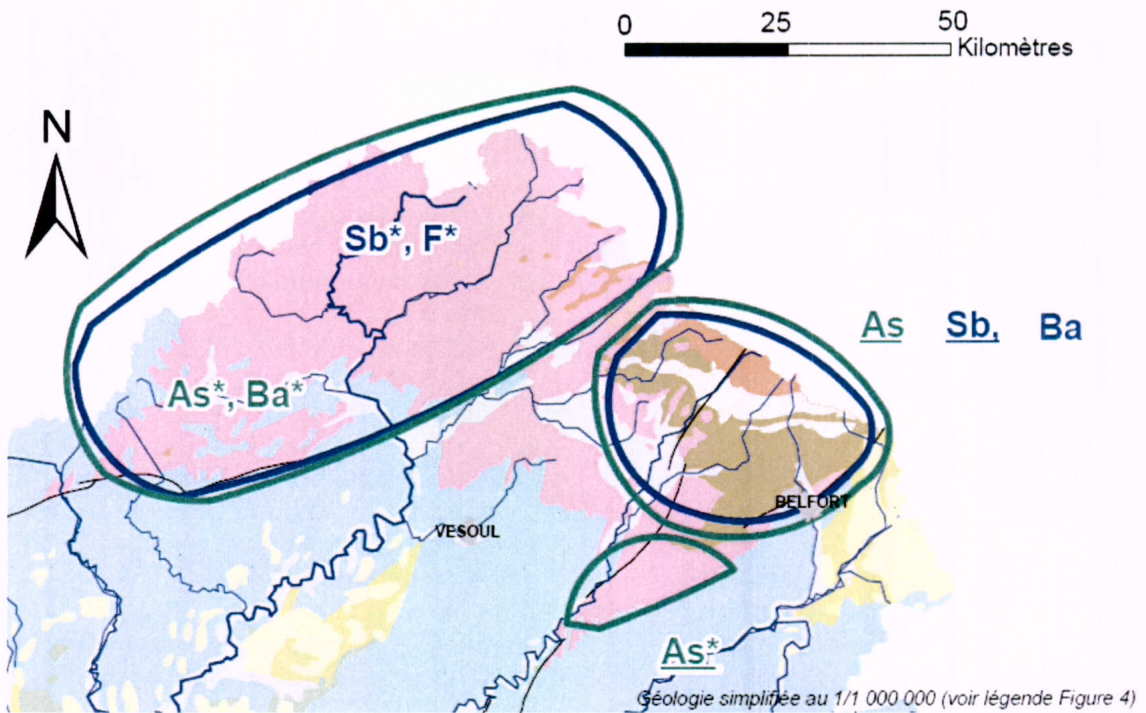 0 25 50
Kilomètres
N
Sb*, F*
As Sb, Ba
As*, Ba*
BELFORT
VESOUL
As*
Géologie simplifiée au 1/1 000 000 (voir légende Figure 4)